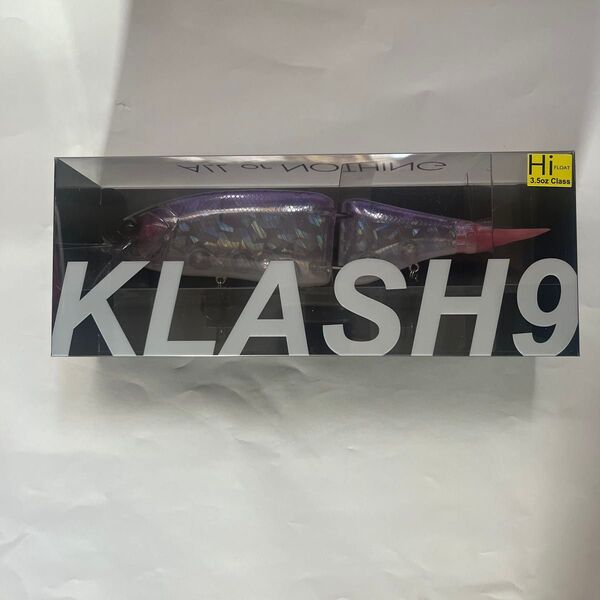 ALL or NOTHING
Hi FLOAT
3.5oz Class
KLASH9